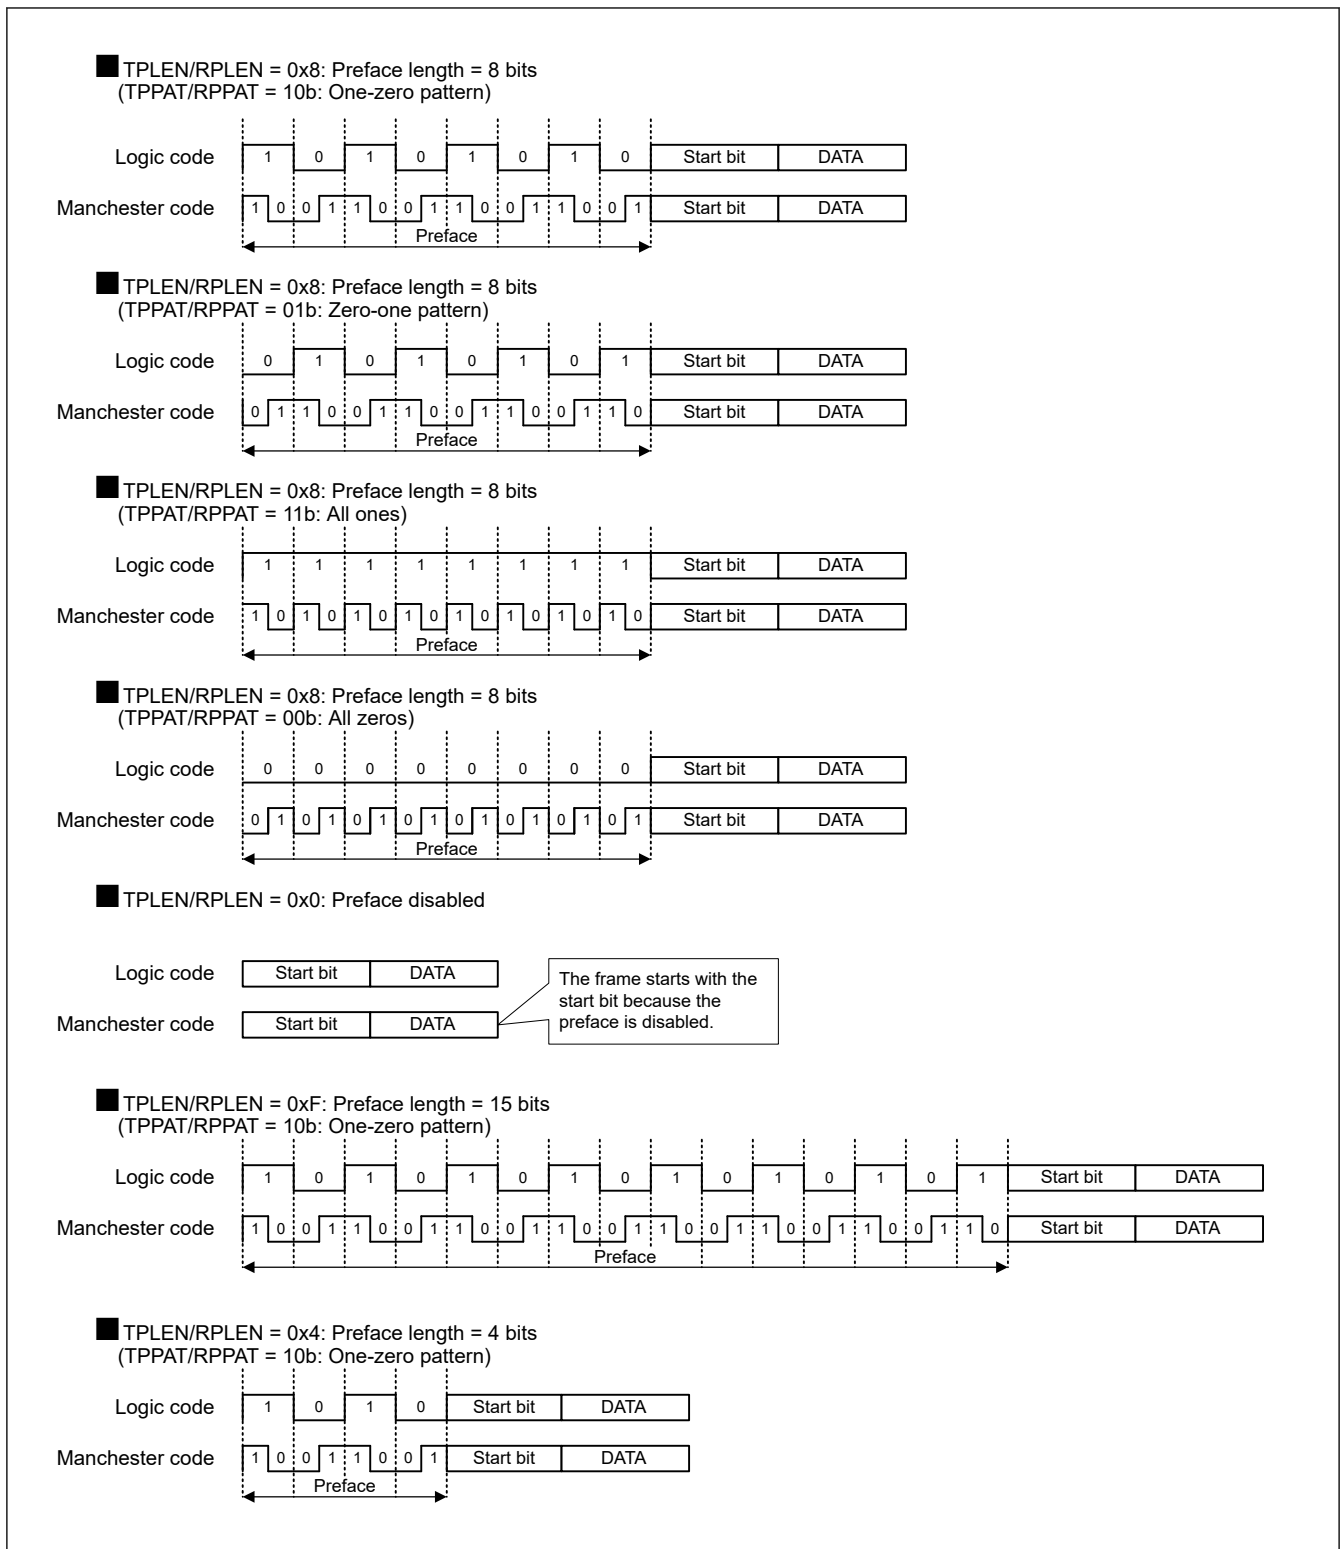 TPLEN/RPLEN = 0x8: Preface length = 8 bits
(TPPAT/RPPAT = 10b: One-zero pattern)
Logic code 1 0 1 0 1 0 1 0 Start bit DATA
Manchester code 1 0 0 1 1 0 0 1 1 0 0 1 1 0 0 1 Start bit DATA
Preface
TPLEN/RPLEN = 0x8: Preface length = 8 bits
(TPPAT/RPPAT = 01b: Zero-one pattern)
Logic code 0 1 0 1 0 1 0 1 Start bit DATA
Manchester code 0 1 1 0 0 1 1 0 0 1 1 0 0 1 1 0 Start bit DATA
Preface
TPLEN/RPLEN = 0x8: Preface length = 8 bits
(TPPAT/RPPAT = 11b: All ones)
Logic code 1 1 1 1 1 1 1 1 Start bit DATA
Manchester code 1 0 1 0 1 0 1 0 1 0 1 0 1 0 1 0 Start bit DATA
Preface
TPLEN/RPLEN = 0x8: Preface length = 8 bits
(TPPAT/RPPAT = 00b: All zeros)
Logic code 0 0 0 0 0 0 0 0 Start bit DATA
Manchester code 0 1 0 1 0 1 0 1 0 1 0 1 0 1 0 1 Start bit DATA
Preface
TPLEN/RPLEN = 0x0: Preface disabled
Logic code Start bit DATA
Manchester code Start bit DATA
The frame starts with the
start bit because the
preface is disabled.
TPLEN/RPLEN = 0xF: Preface length = 15 bits
(TPPAT/RPPAT = 10b: One-zero pattern)
Logic code 1 0 1 0 1 0 1 0 1 0 1 0 1 0 1 Start bit DATA
Manchester code 1 0 0 1 1 0 0 1 1 0 0 1 1 0 0 1 1 0 0 1 1 0 0 1 1 0 0 1 1 0 Start bit DATA
Preface
TPLEN/RPLEN = 0x4: Preface length = 4 bits
(TPPAT/RPPAT = 10b: One-zero pattern)
Logic code 1 0 1 0 Start bit DATA
Manchester code 1 0 0 1 1 0 0 1 Start bit DATA
Preface